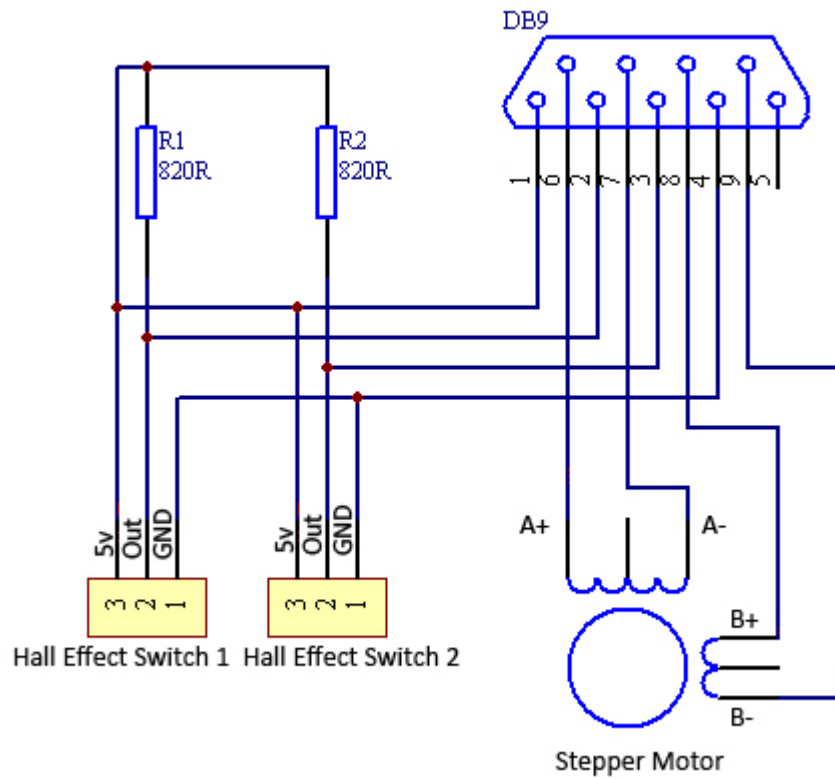 DB9
R1
820R
R2
820R
1 6 2 7 3 8 4 9 5
5v Out GND
5v Out GND
3 2 1
3 2 1
Hall Effect Switch 1
Hall Effect Switch 2
A+
A-
B+
B-
Stepper Motor